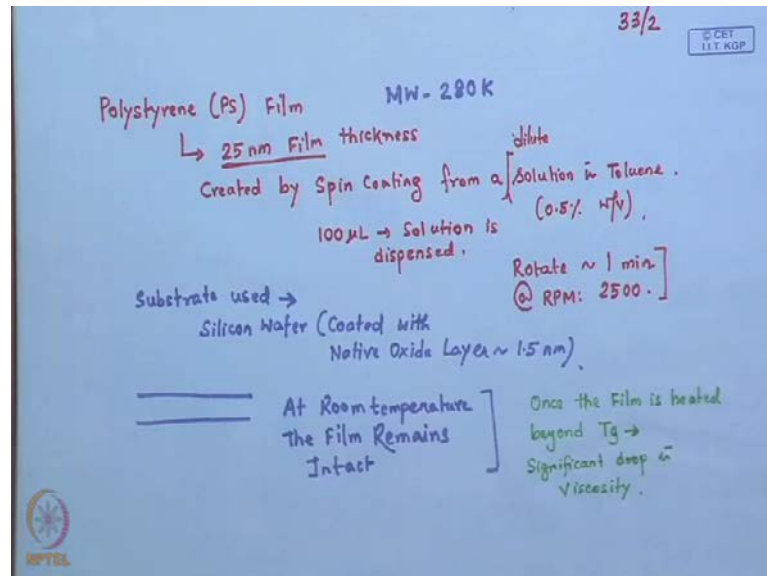 33/2
© CET
I.I.T. KGP
Polystyrene (PS) Film MW- 280K
↳ 25nm Film thickness
Created by Spin Coating from a dilute solution in Toluene.
(0.5% w/v).
100 μL → Solution is
dispensed.
Rotate ~ 1 min
@ RPM: 2500.
Substrate used →
Silicon Wafer (Coated with
Native Oxide Layer ~ 1.5 nm).
At Room temperature
the Film Remains
Intact
Once the Film is heated
beyond Tg →
Significant drop in
Viscosity.
NPTEL